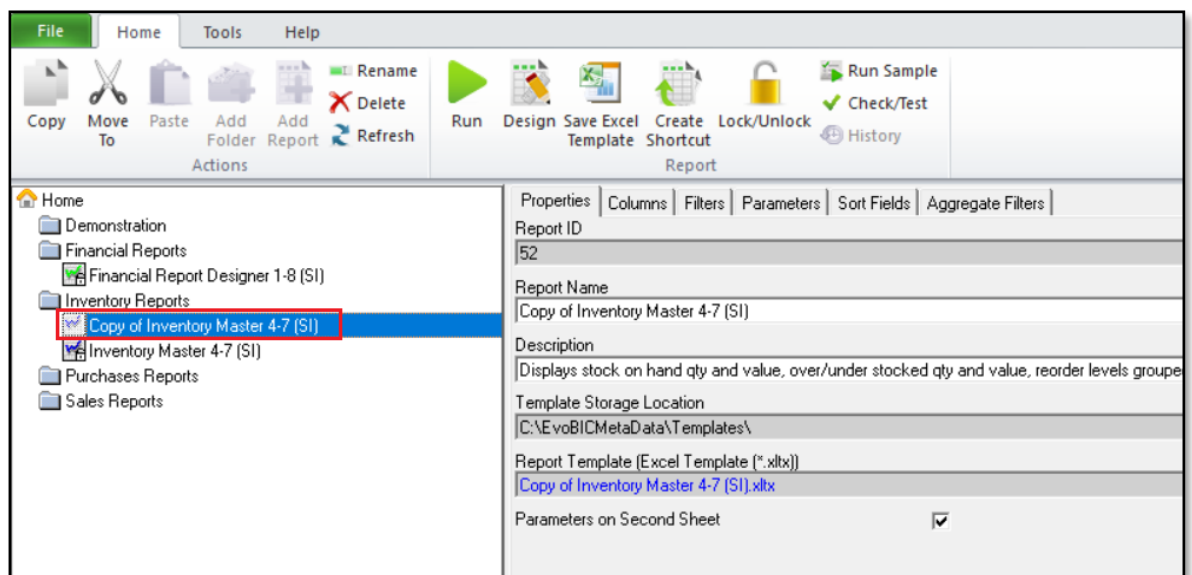 File Home Tools Help
Rename
Delete
Refresh
Copy Move To Paste Add Folder Add Report
Actions
Run Design Save Excel Template Create Shortcut Lock/Unlock
Run Sample
Check/Test
History
Report
Home
Demonstration
Financial Reports
Financial Report Designer 1-8 (SI)
Inventory Reports
Copy of Inventory Master 4-7 (SI)
Inventory Master 4-7 (SI)
Purchases Reports
Sales Reports
Properties Columns Filters Parameters Sort Fields Aggregate Filters
Report ID
52
Report Name
Copy of Inventory Master 4-7 (SI)
Description
Displays stock on hand qty and value, over/under stocked qty and value, reorder levels groupe
Template Storage Location
C:\EvoBICMetaData\Templates\
Report Template (Excel Template (*.xltx))
Copy of Inventory Master 4-7 (SI).xltx
Parameters on Second Sheet